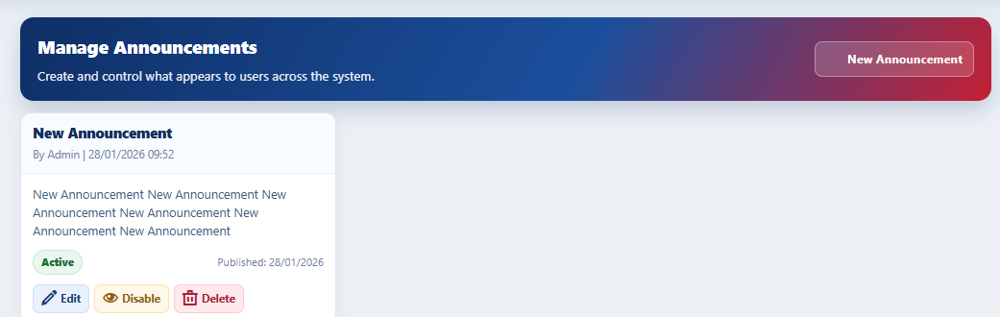 Manage Announcements
Create and control what appears to users across the system.
New Announcement
New Announcement
By Admin | 28/01/2026 09:52
New Announcement New Announcement New
Announcement New Announcement New
Announcement New Announcement
Active
Published: 28/01/2026
Edit
Disable
Delete